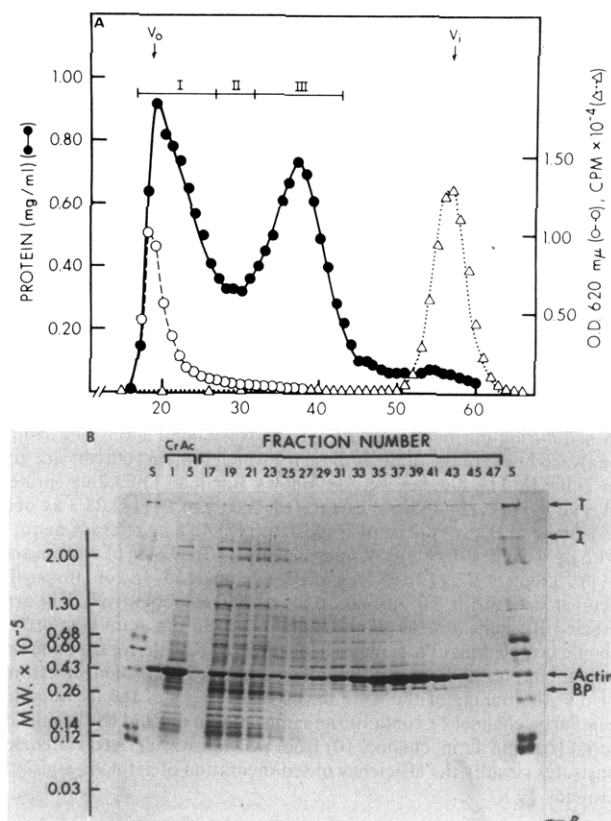 A
V₀
Vᵢ
I II III
1.00
0.80
0.60
0.40
0.20
PROTEIN (mg/ml) (●–●)
1.50
1.00
0.50
O.D. 620 mμ (o-o), CPM × 10⁻⁴ (Δ-Δ)
20 30 40 50 60
B
FRACTION NUMBER
CrAc
S 1 5 17 19 21 23 25 27 29 31 33 35 37 39 41 43 45 47 S
T
I
2.00
1.30
0.68
0.60
0.43
0.26
0.14
0.12
0.03
M.W. × 10⁻⁵
Actin
BP